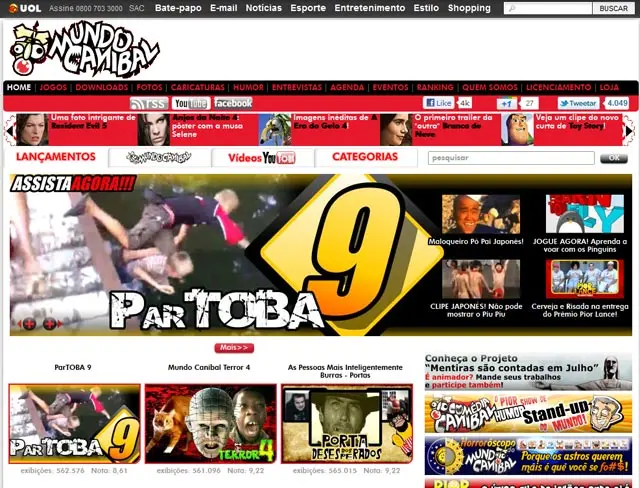 UOL Assine 0800 703 3000 SAC Bate-papo E-mail Notícias Esporte Entretenimento Estilo Shopping BUSCAR
MUNDO CANIBAL
HOME JOGOS DOWNLOADS FOTOS CARICATURAS HUMOR ENTREVISTAS AGENDA EVENTOS RANKING QUEM SOMOS LICENCIAMENTO LOJA
RSS YouTube facebook Like 4k +1 27 Tweetar 4.049
Uma foto intrigante de
Resident Evil 5
Anjos da Noite 4:
pôster com a musa
Selene
Imagens inéditas de A
Era do Gelo 4!
O primeiro trailer da
"outra" Branca de
Neve
Veja um clipe do novo
curta de Toy Story!
LANÇAMENTOS MUNDO CANIBAL Vídeos YouTOBA CATEGORIAS pesquisar OK
ASSISTA AGORA!!!
PARTOBA 9
Maloqueiro Pó Pai Japonês!
JOGUE AGORA! Aprenda a
voar com os Pinguins
CLIPE JAPONÊS! Não pode
mostrar o Piu Piu
Cerveja e Risada na entrega
do Prêmio Pior Lance!
Mais>>
ParTOBA 9
PARTOBA 9
exibições: 562.576 Nota: 8,61
Mundo Canibal Terror 4
TERROR 4
exibições: 561.096 Nota: 9,22
As Pessoas Mais Inteligentemente
Burras - Portas
PORTA
DESESPERADOS
exibições: 565.015 Nota: 9,22
Conheça o Projeto
"Mentiras são contadas em Julho"
É animador? Mande seus trabalhos
e participe também!
COMÉDIA CANIBAL
PIOR SHOW DE
HUMOR Stand-up
DO MUNDO!
Horroróscopo
MUNDO CANIBAL
Porque os astros querem
mais é que você se fo#$!
PIOR